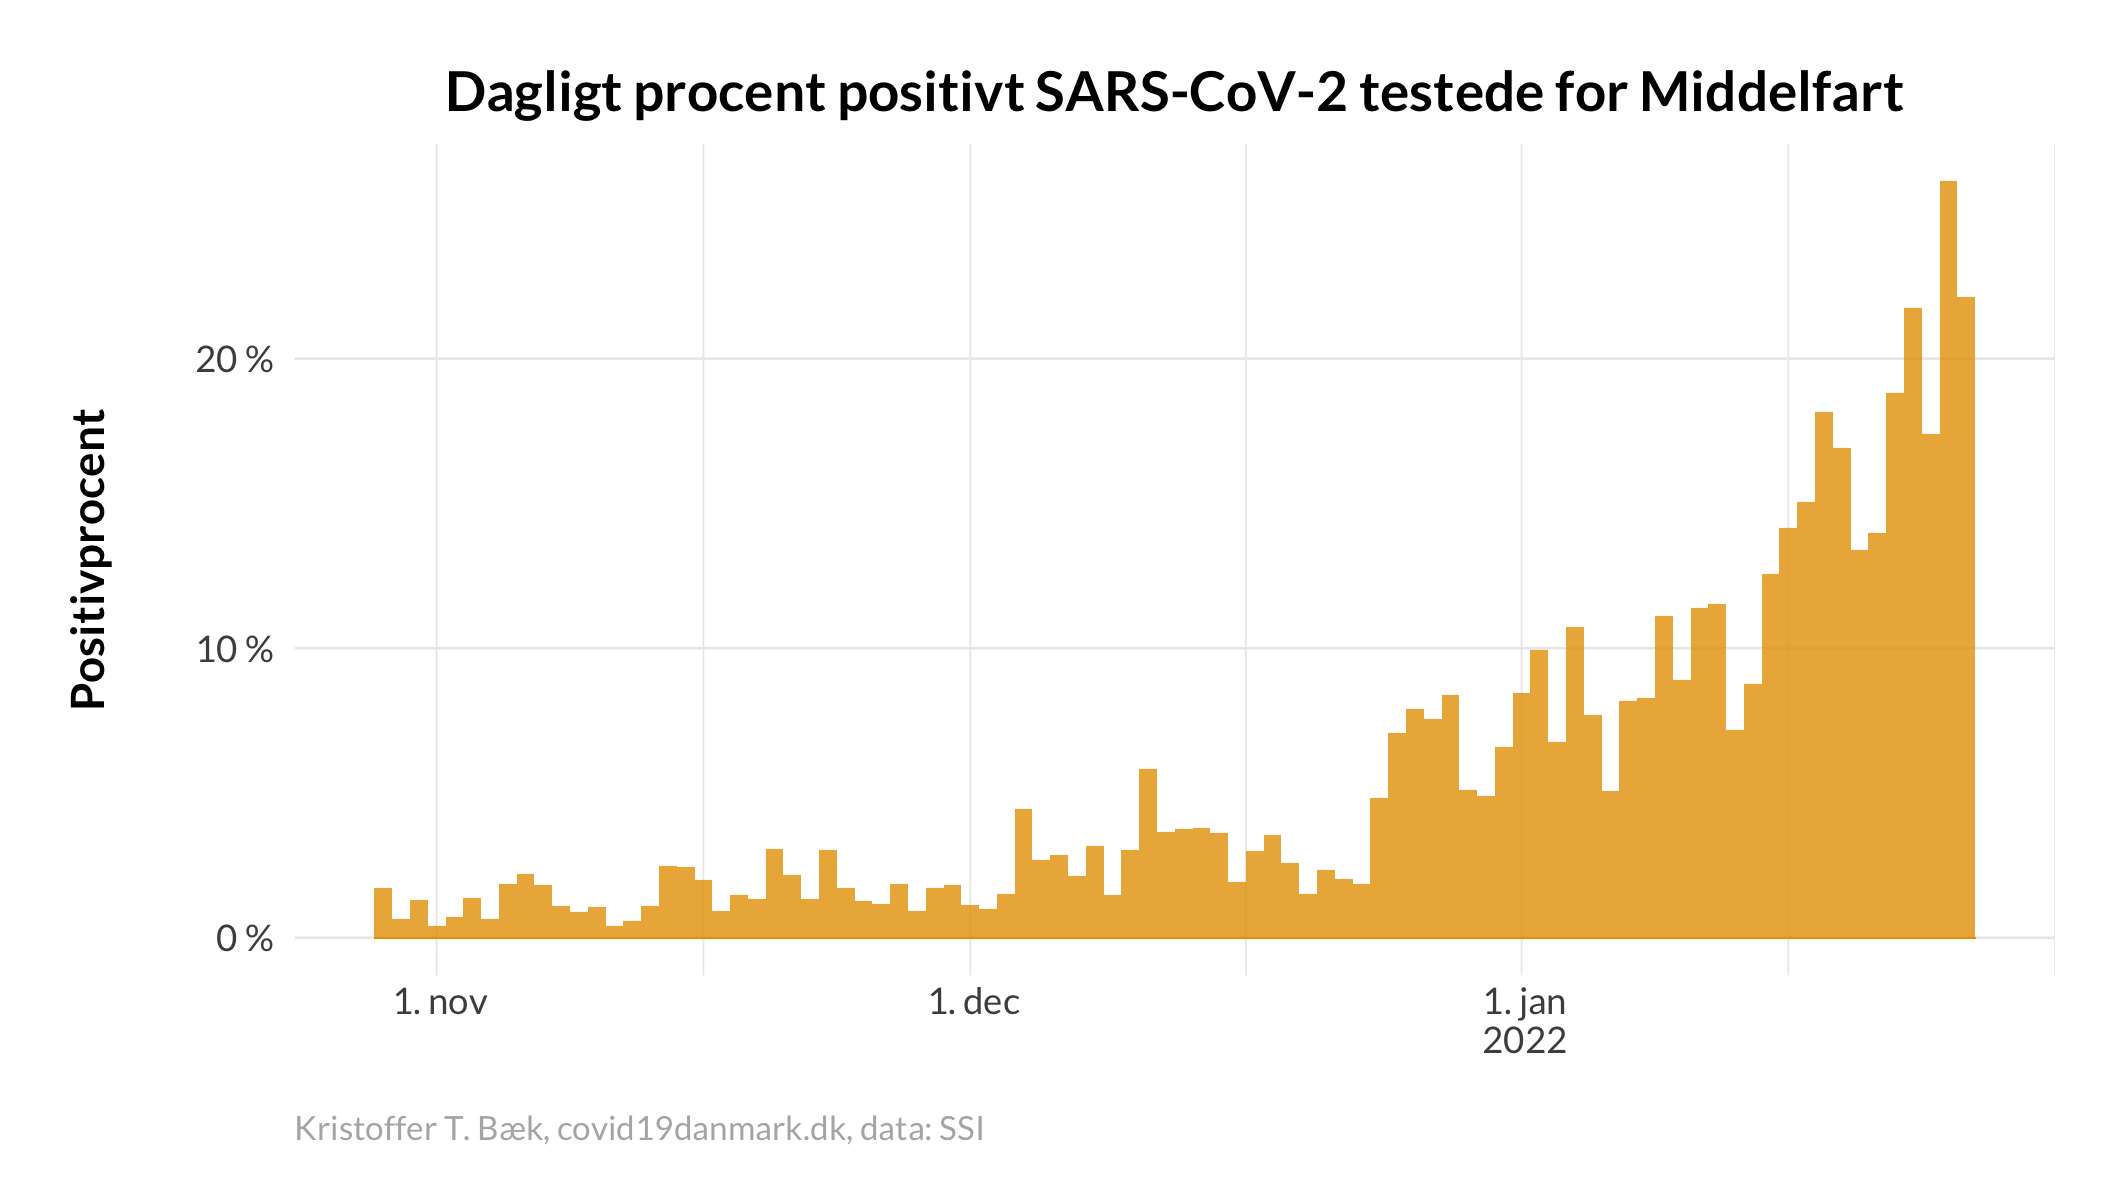 Dagligt procent positivt SARS-CoV-2 testede for Middelfart
Positivprocent
20 %
10 %
0 %
1. nov
1. dec
1. jan
2022
Kristoffer T. Bæk, covid19danmark.dk, data: SSI